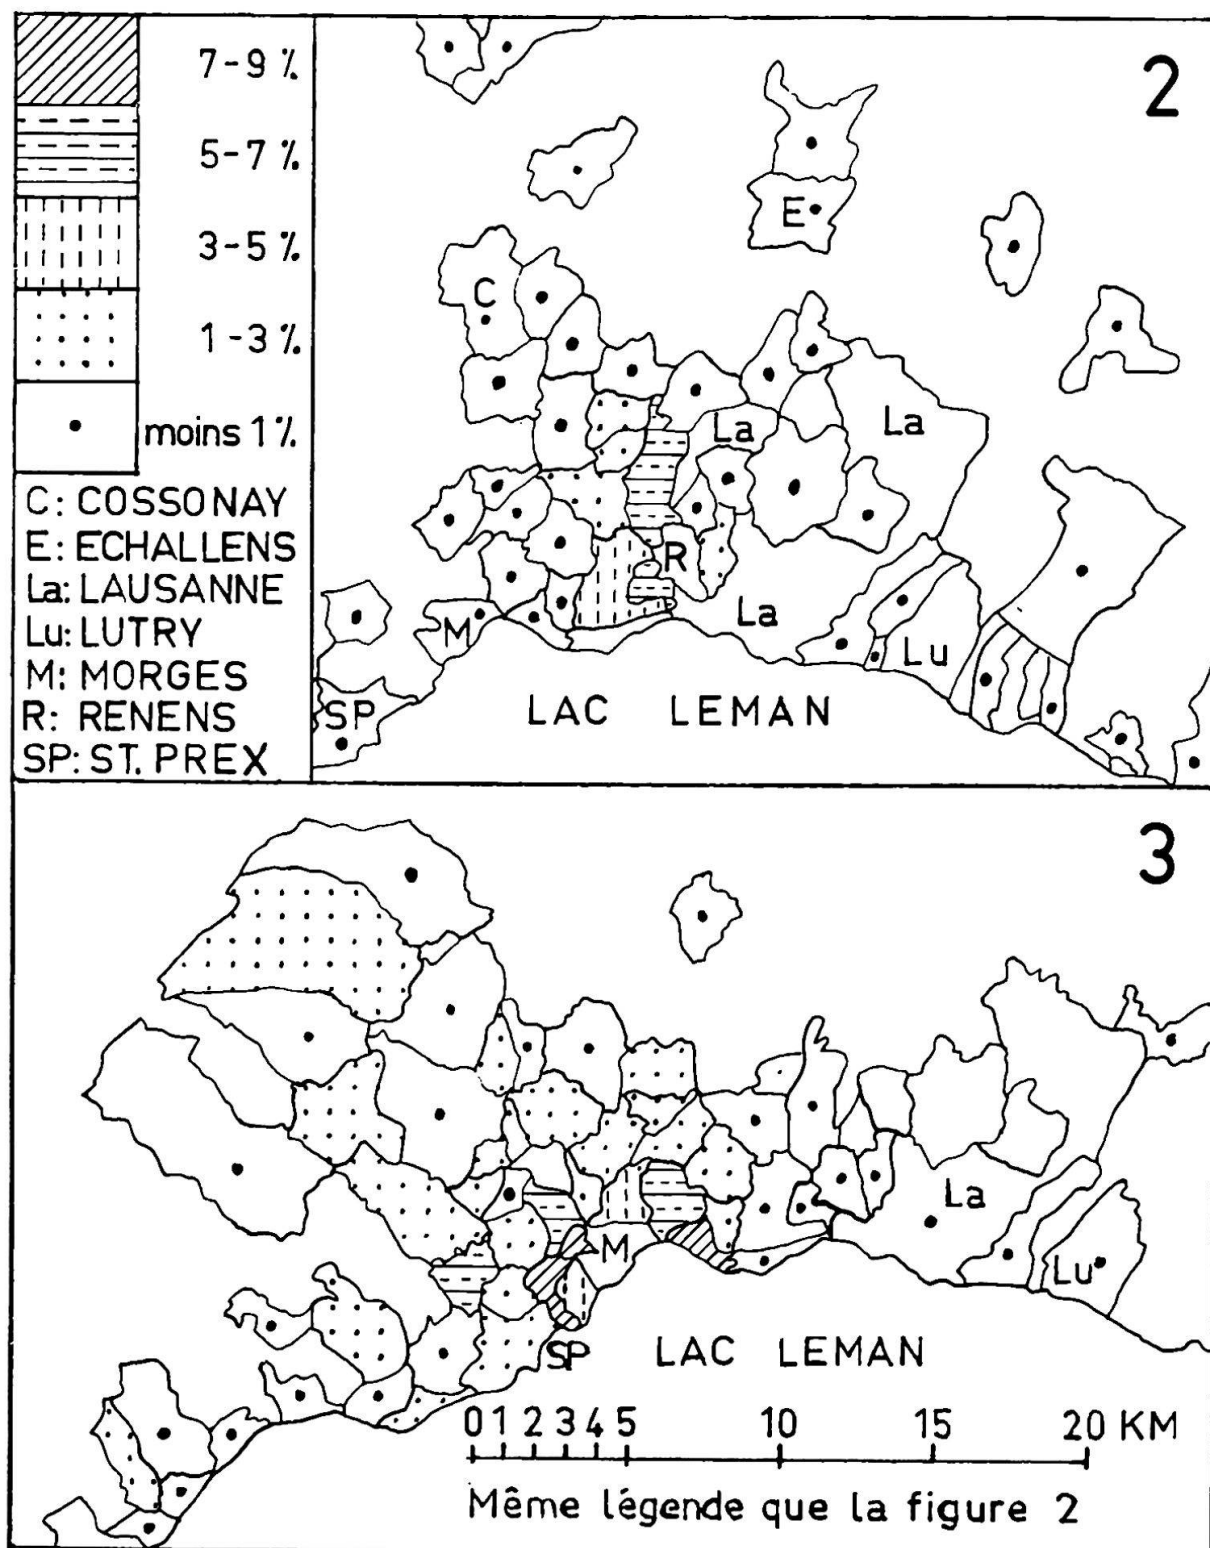 7-9 %
5-7 %
3-5 %
1-3 %
moins 1%
C: COSSONAY
E: ECHALLENS
La: LAUSANNE
Lu: LUTRY
M: MORGES
R: RENENS
SP: ST. PREX
2
E
C
La
La
R
La
M
Lu
SP
LAC LEMAN
3
La
M
Lu
SP
LAC LEMAN
0 1 2 3 4 5 10 15 20 KM
Même légende que la figure 2